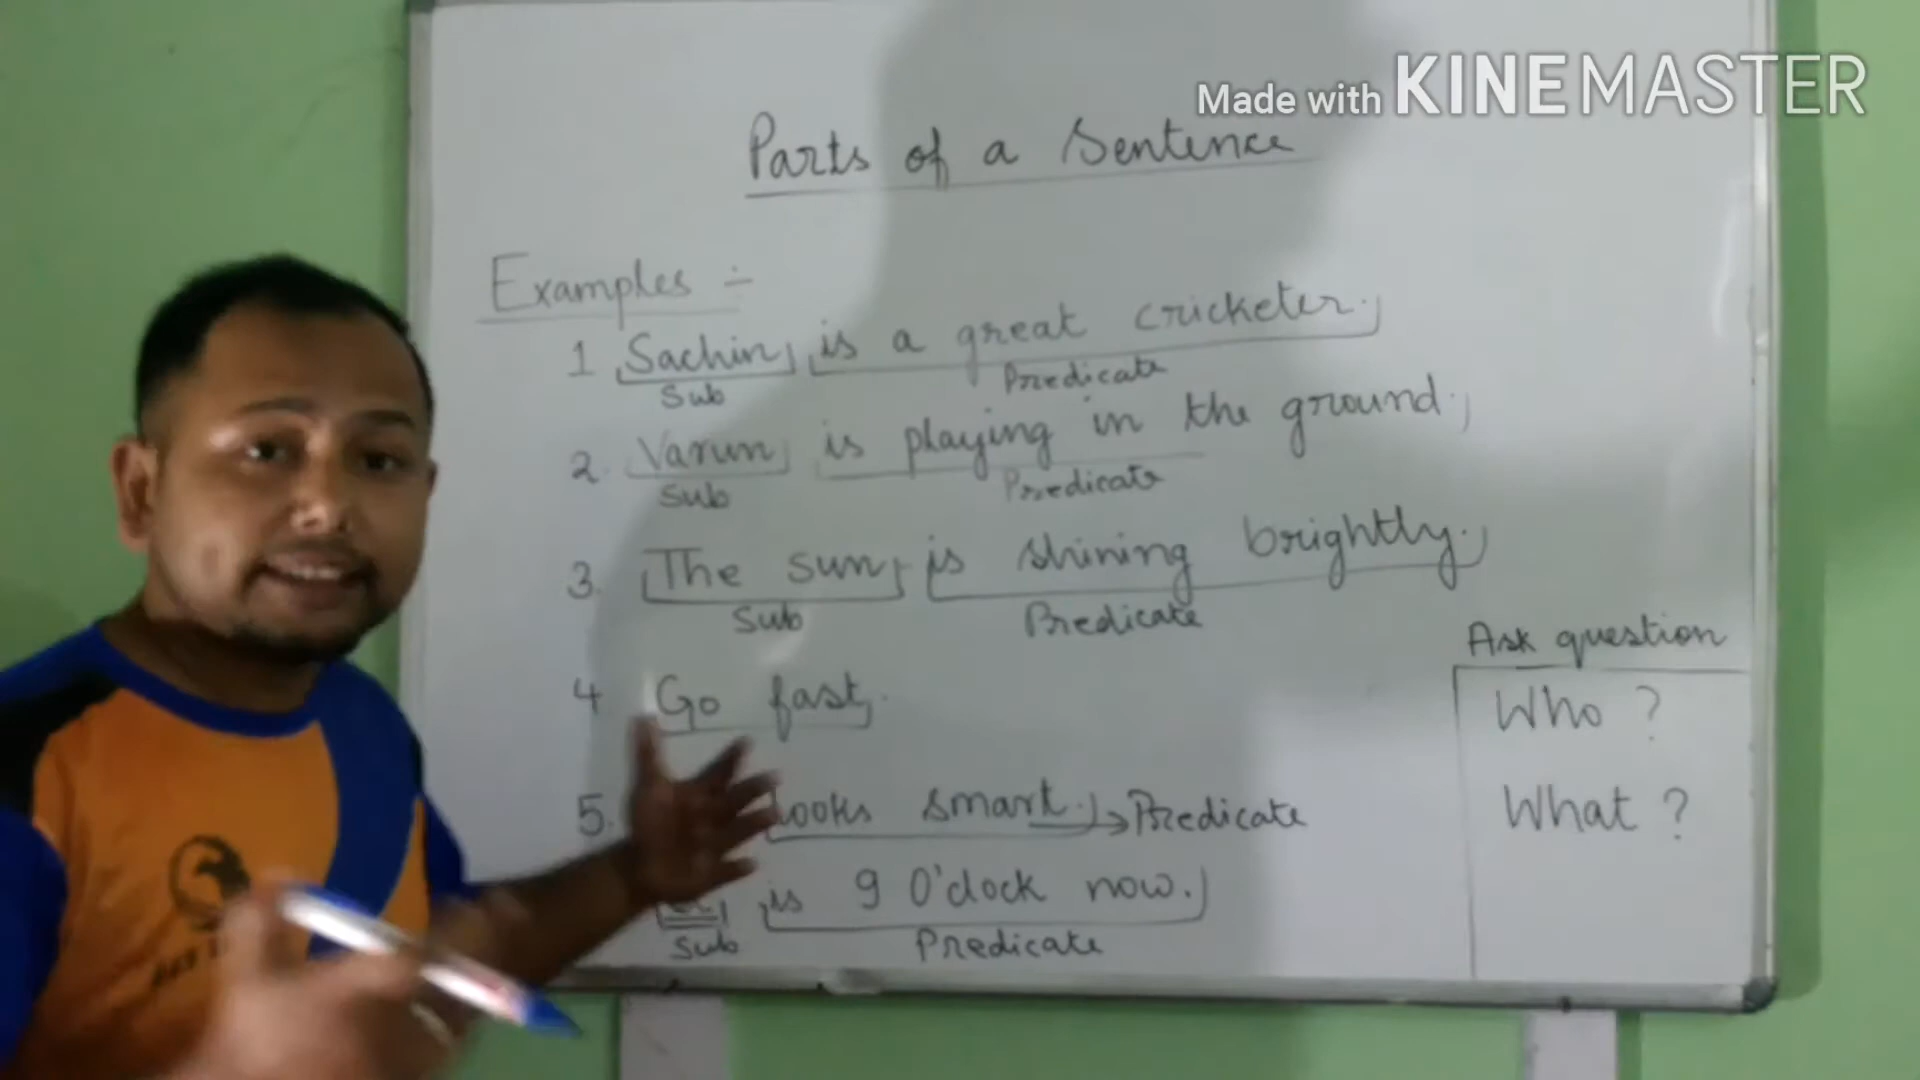 Made with KINEMASTER
Parts of a Sentence
Examples :-
1 Sachin is a great cricketer.
Sub Predicate
2. Varun is playing in the ground.
Sub Predicate
3. The sun is shining brightly.
Sub Predicate
4 Go fast.
5. looks smart. → Predicate
is 9 O'clock now.
Sub Predicate
Ask question
Who ?
What ?